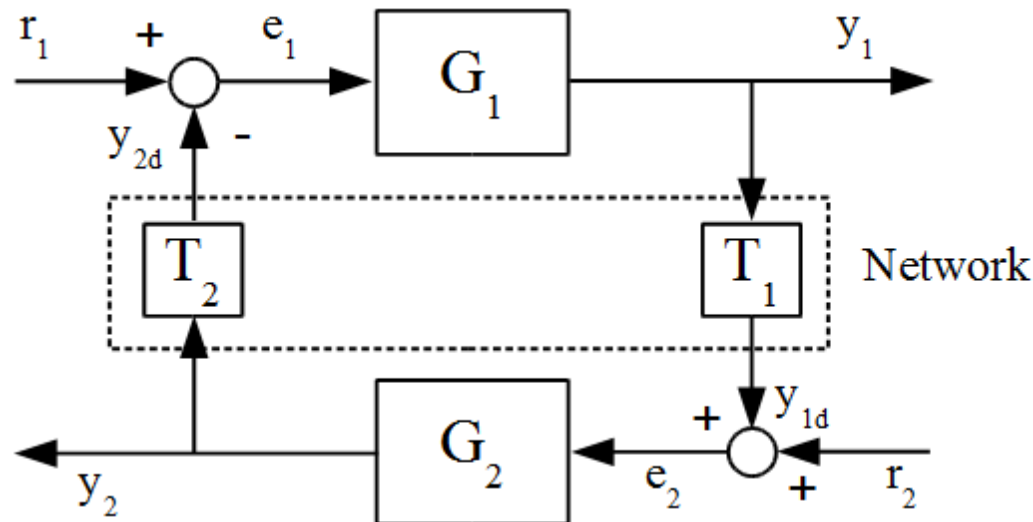 r₁ + e₁ G₁ y₁
y₂d -
T₂ T₁ Network
+ y₁d
y₂ G₂ e₂ + r₂